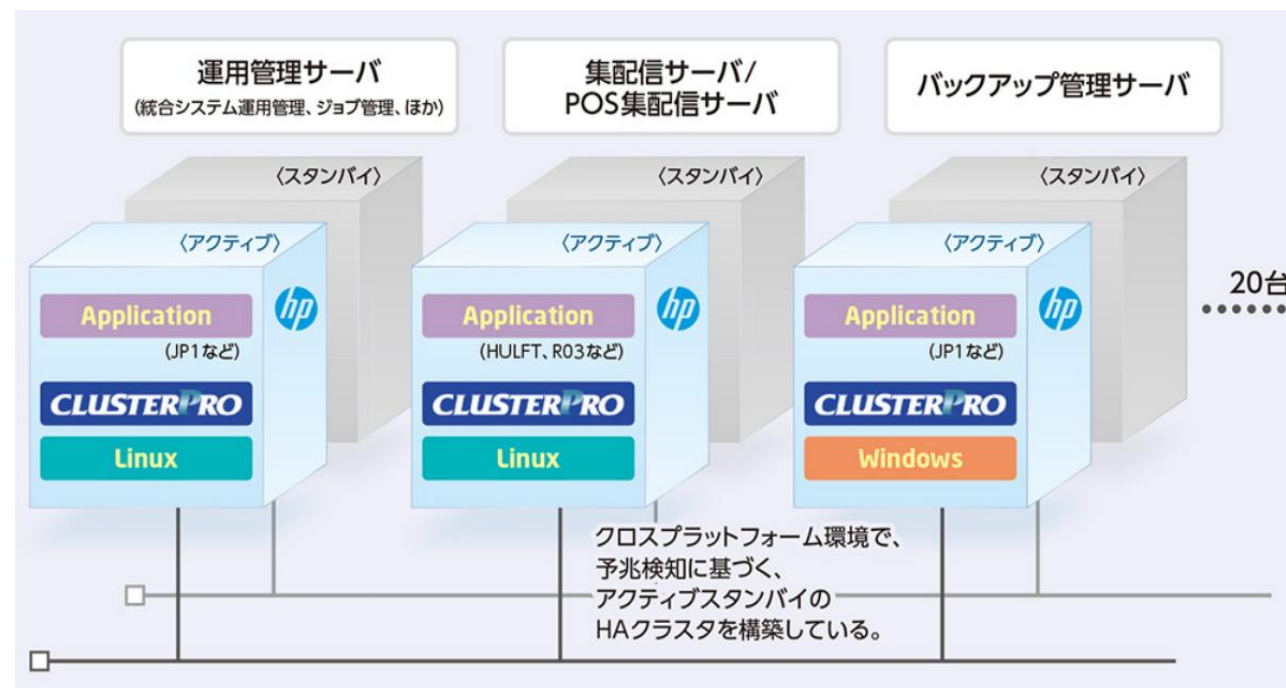 運用管理サーバ
（統合システム運用管理、ジョブ管理、ほか）
集配信サーバ/
POS集配信サーバ
バックアップ管理サーバ
〈スタンバイ〉
〈スタンバイ〉
〈スタンバイ〉
〈アクティブ〉
〈アクティブ〉
〈アクティブ〉
20台
hp
hp
hp
Application
Application
Application
(JP1など)
(HULFT、R03など)
(JP1など)
CLUSTERPRO
CLUSTERPRO
CLUSTERPRO
Linux
Linux
Windows
クロスプラットフォーム環境で、
予兆検知に基づく、
アクティブスタンバイの
HAクラスタを構築している。